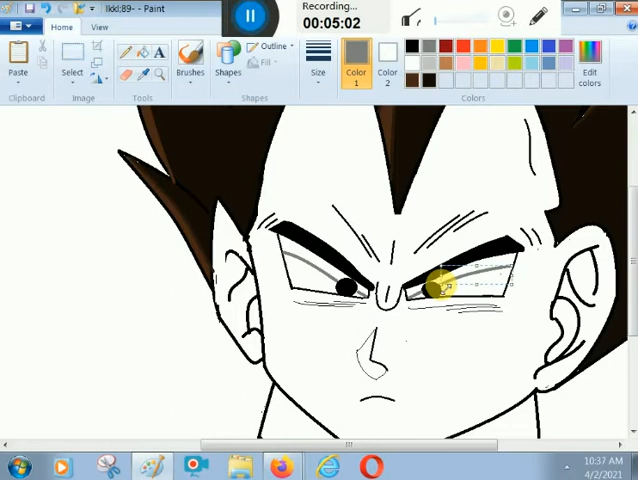 lkkl;89- - Paint
Recording...
00:05:02
Home
View
Paste
Select
A
Brushes
Shapes
Outline
Fill
Size
Color
1
Color
2
Edit
colors
Clipboard
Image
Tools
Shapes
Colors
10:37 AM
4/2/2021